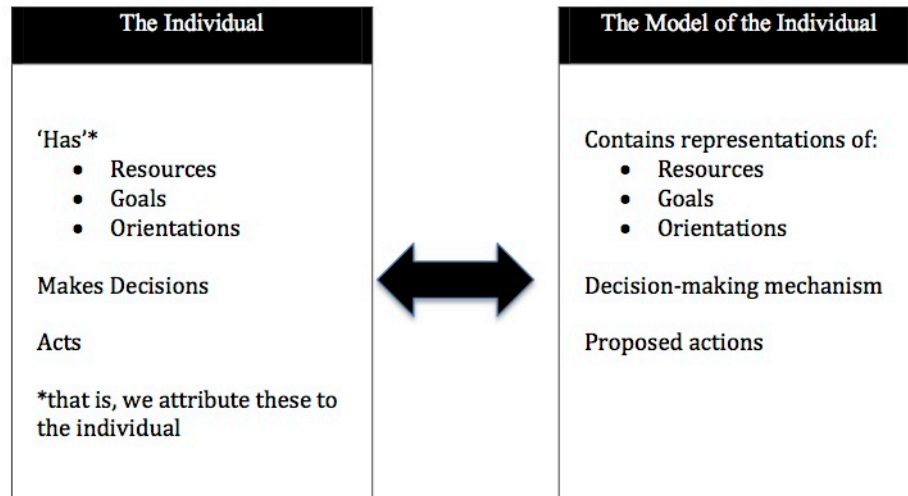 The Individual
‘Has’*
• Resources
• Goals
• Orientations
Makes Decisions
Acts
*that is, we attribute these to
the individual
The Model of the Individual
Contains representations of:
• Resources
• Goals
• Orientations
Decision-making mechanism
Proposed actions